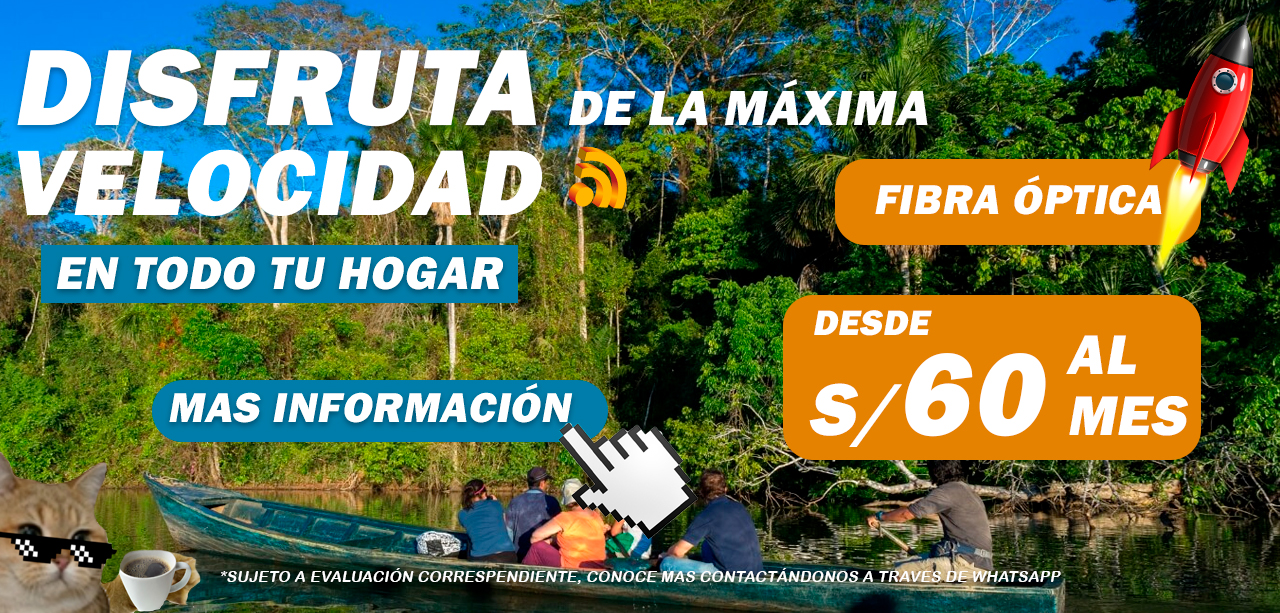 DISFRUTA DE LA MÁXIMA
VELOCIDAD
EN TODO TU HOGAR
MAS INFORMACIÓN
FIBRA ÓPTICA
DESDE
S/60 AL MES
*SUJETO A EVALUACIÓN CORRESPENDIENTE, CONOCE MAS CONTACTÁNDONOS A TRAVES DE WHATSAPP